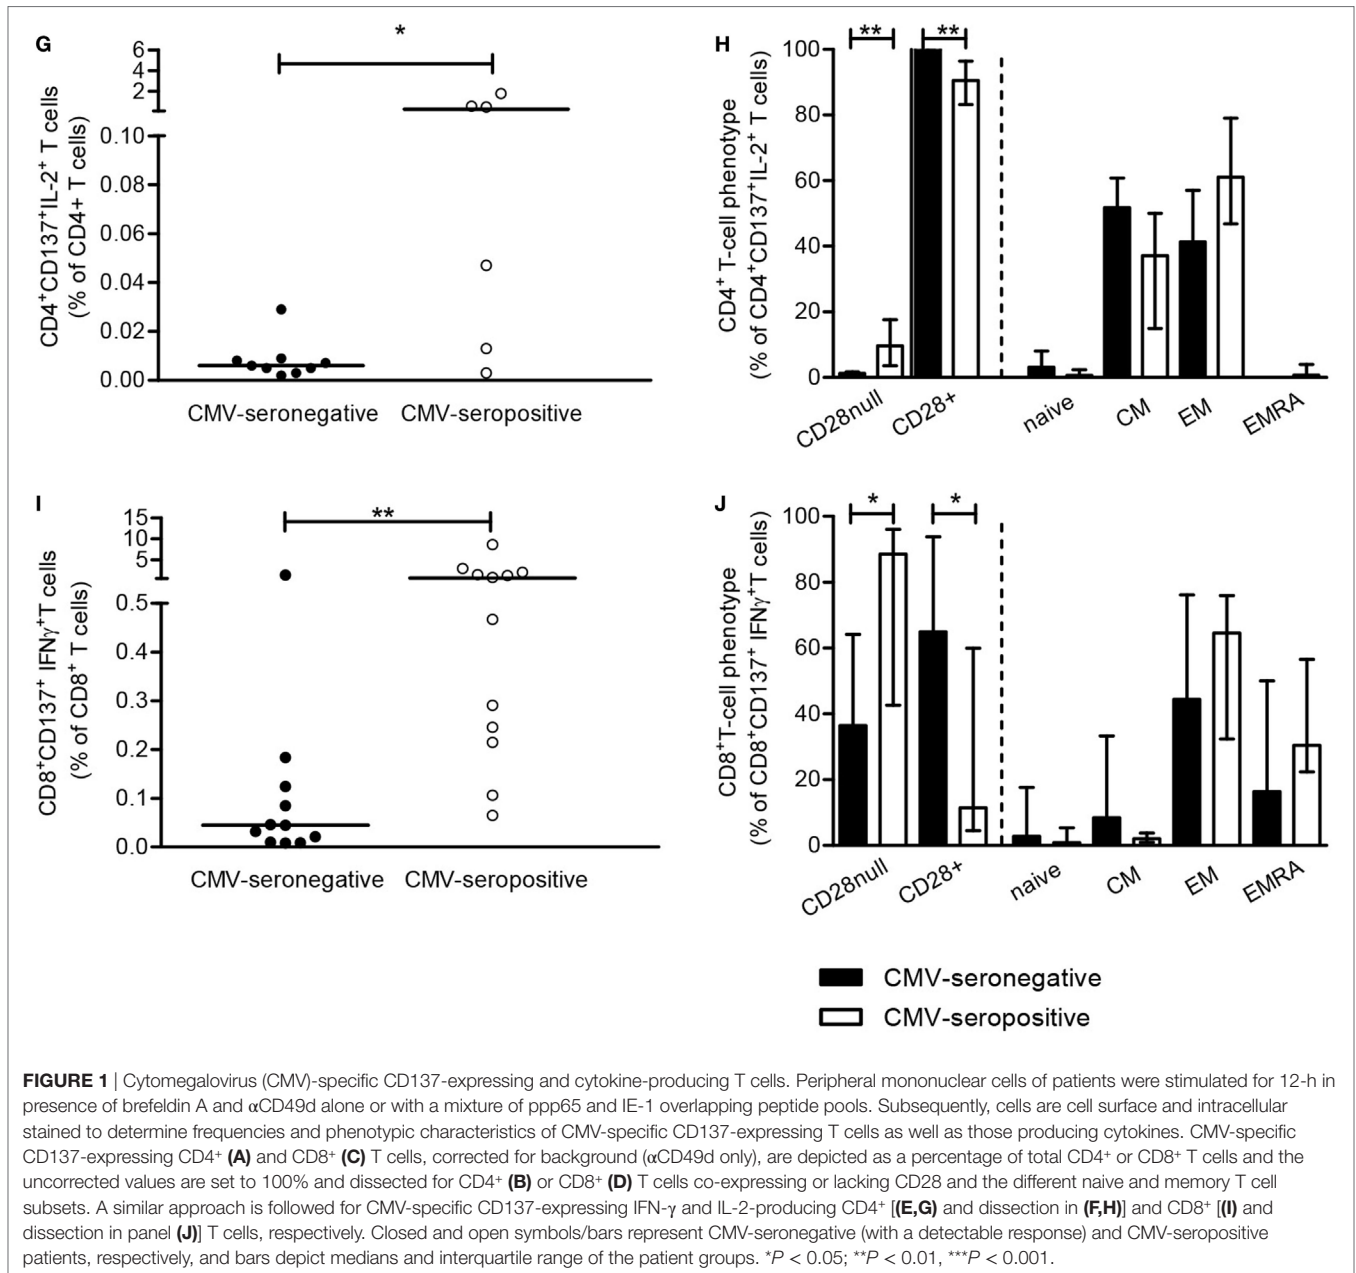 G
*
6
4
2
0.10
0.08
0.06
0.04
0.02
0.00
CD4+CD137+IL-2+ T cells
(% of CD4+ T cells)
CMV-seronegative CMV-seropositive
H
** **
100
80
60
40
20
0
CD4+ T-cell phenotype
(% of CD4+CD137+IL-2+ T cells)
CD28null CD28+ naive CM EM EMRA
I
**
15
10
5
0.5
0.4
0.3
0.2
0.1
0.0
CD8+CD137+ IFNγ+T cells
(% of CD8+ T cells)
CMV-seronegative CMV-seropositive
J
* *
100
80
60
40
20
0
CD8+T-cell phenotype
(% of CD8+CD137+ IFNγ+T cells)
CD28null CD28+ naive CM EM EMRA
CMV-seronegative
CMV-seropositive
FIGURE 1 | Cytomegalovirus (CMV)-specific CD137-expressing and cytokine-producing T cells. Peripheral mononuclear cells of patients were stimulated for 12-h in
presence of brefeldin A and αCD49d alone or with a mixture of ppp65 and IE-1 overlapping peptide pools. Subsequently, cells are cell surface and intracellular
stained to determine frequencies and phenotypic characteristics of CMV-specific CD137-expressing T cells as well as those producing cytokines. CMV-specific
CD137-expressing CD4+ (A) and CD8+ (C) T cells, corrected for background (αCD49d only), are depicted as a percentage of total CD4+ or CD8+ T cells and the
uncorrected values are set to 100% and dissected for CD4+ (B) or CD8+ (D) T cells co-expressing or lacking CD28 and the different naive and memory T cell
subsets. A similar approach is followed for CMV-specific CD137-expressing IFN-γ and IL-2-producing CD4+ [(E,G) and dissection in (F,H)] and CD8+ [(I) and
dissection in panel (J)] T cells, respectively. Closed and open symbols/bars represent CMV-seronegative (with a detectable response) and CMV-seropositive
patients, respectively, and bars depict medians and interquartile range of the patient groups. *P < 0.05; **P < 0.01, ***P < 0.001.